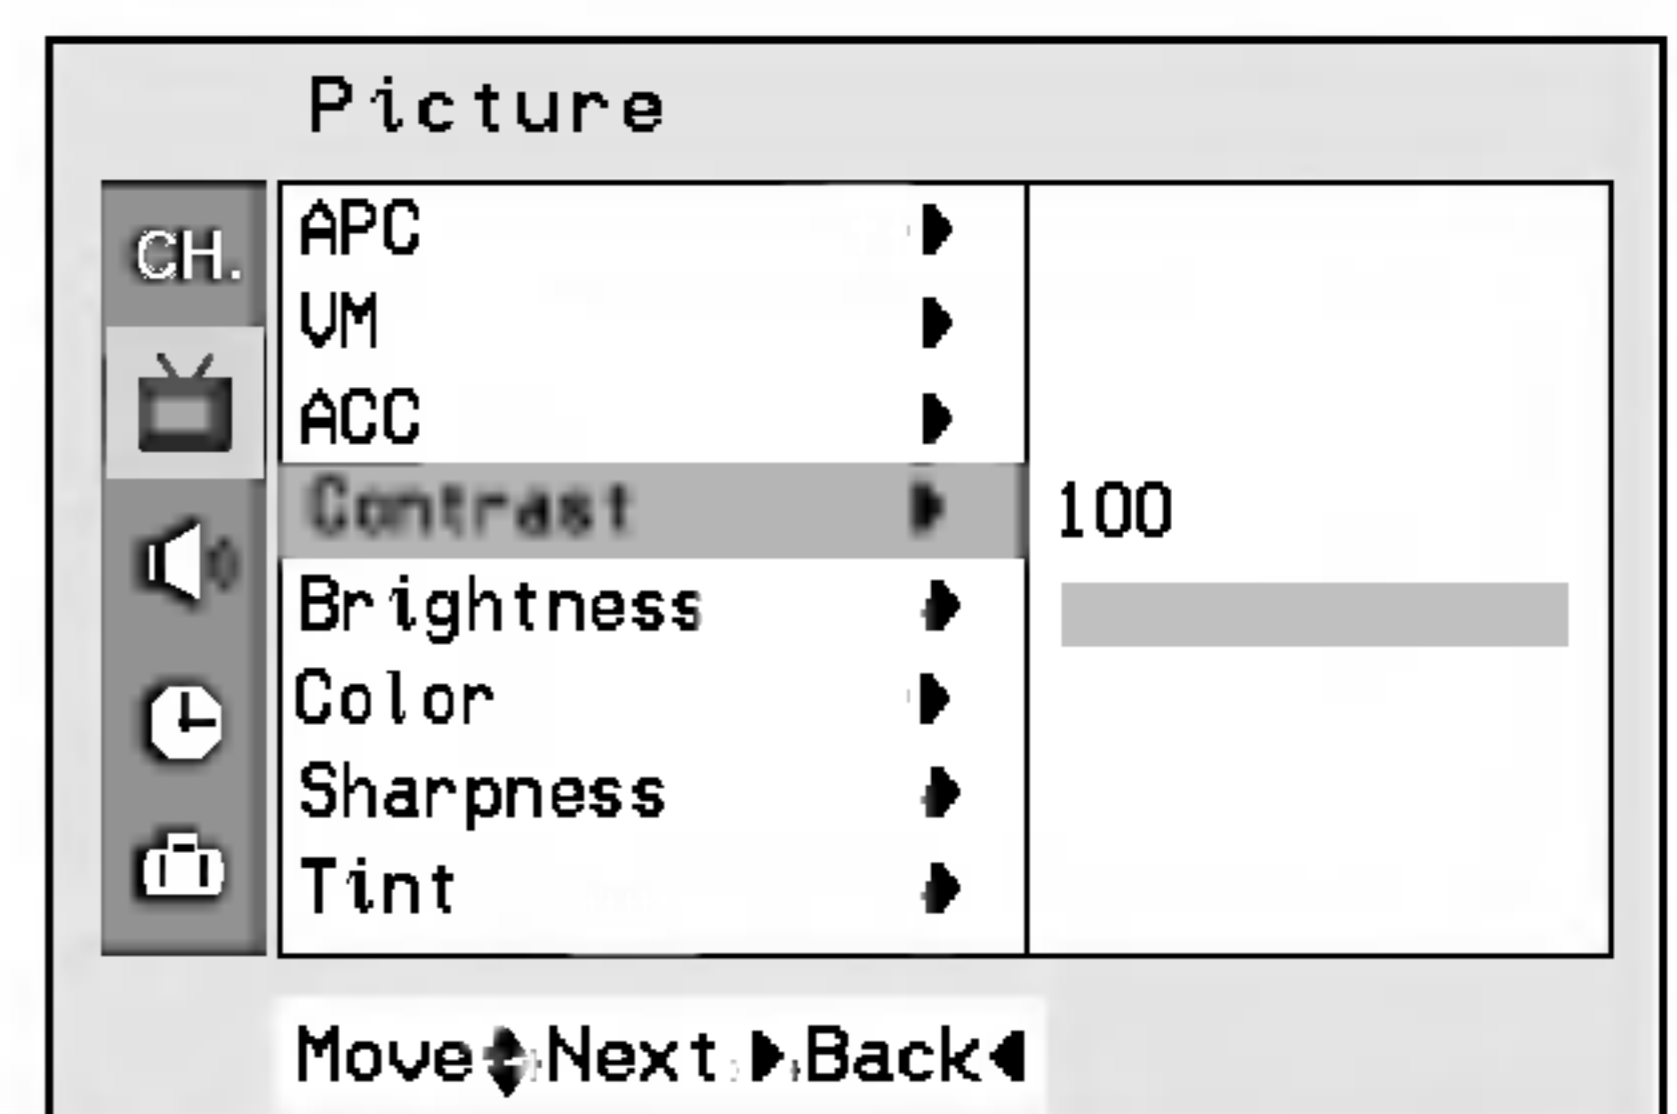 Picture
CH.
APC
VM
ACC
Contrast 100
Brightness
Color
Sharpness
Tint
Move Next Back